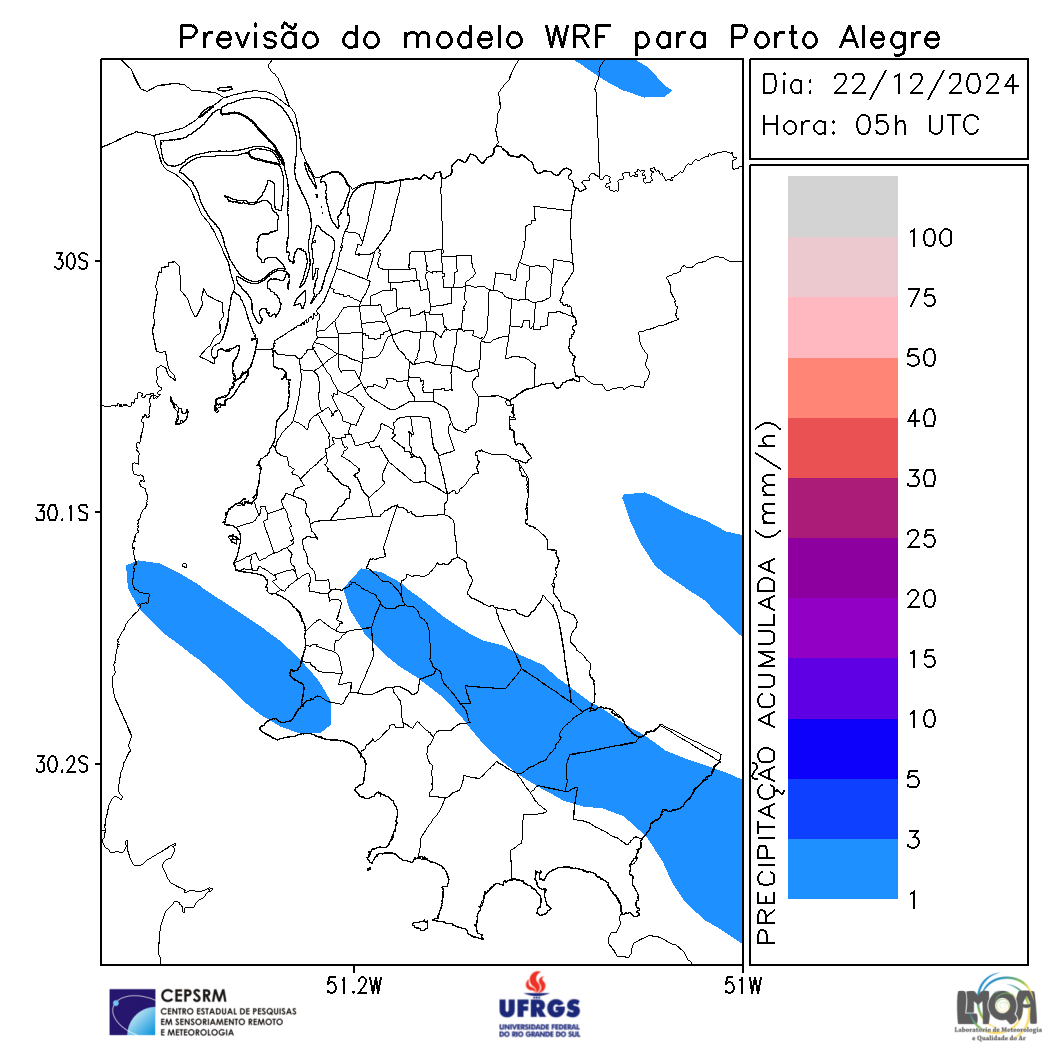 Previsão do modelo WRF para Porto Alegre
Dia: 22/12/2024
Hora: 05h UTC
30S
30.1S
30.2S
51.2W
51W
PRECIPITAÇÃO ACUMULADA (mm/h)
100
75
50
40
30
25
20
15
10
5
3
1
CEPSRM
CENTRO ESTADUAL DE PESQUISAS
EM SENSORIAMENTO REMOTO
E METEOROLOGIA
UFRGS
UNIVERSIDADE FEDERAL
DO RIO GRANDE DO SUL
LMQA
Laboratório de Meteorologia
e Qualidade do Ar